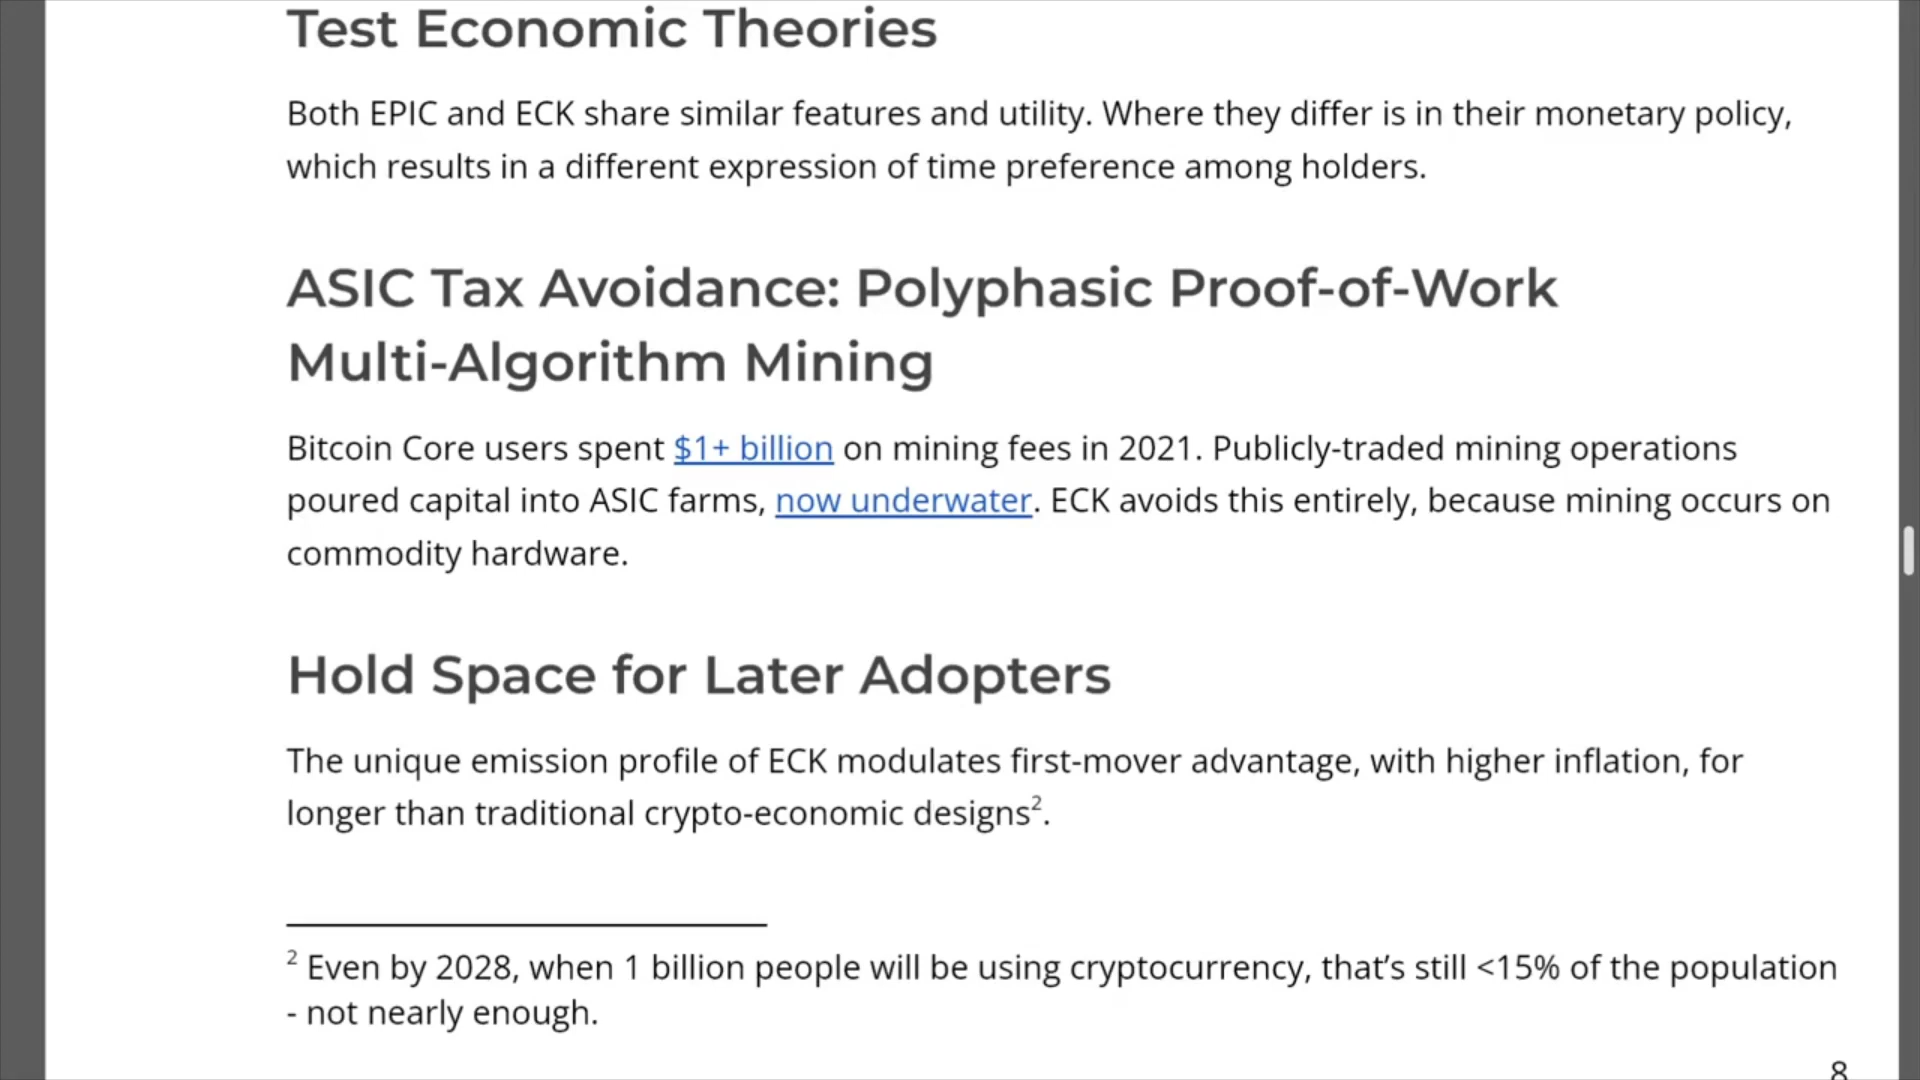 Test Economic Theories
Both EPIC and ECK share similar features and utility. Where they differ is in their monetary policy,
which results in a different expression of time preference among holders.
ASIC Tax Avoidance: Polyphasic Proof-of-Work
Multi-Algorithm Mining
Bitcoin Core users spent $1+ billion on mining fees in 2021. Publicly-traded mining operations
poured capital into ASIC farms, now underwater. ECK avoids this entirely, because mining occurs on
commodity hardware.
Hold Space for Later Adopters
The unique emission profile of ECK modulates first-mover advantage, with higher inflation, for
longer than traditional crypto-economic designs².
² Even by 2028, when 1 billion people will be using cryptocurrency, that’s still <15% of the population
- not nearly enough.
8